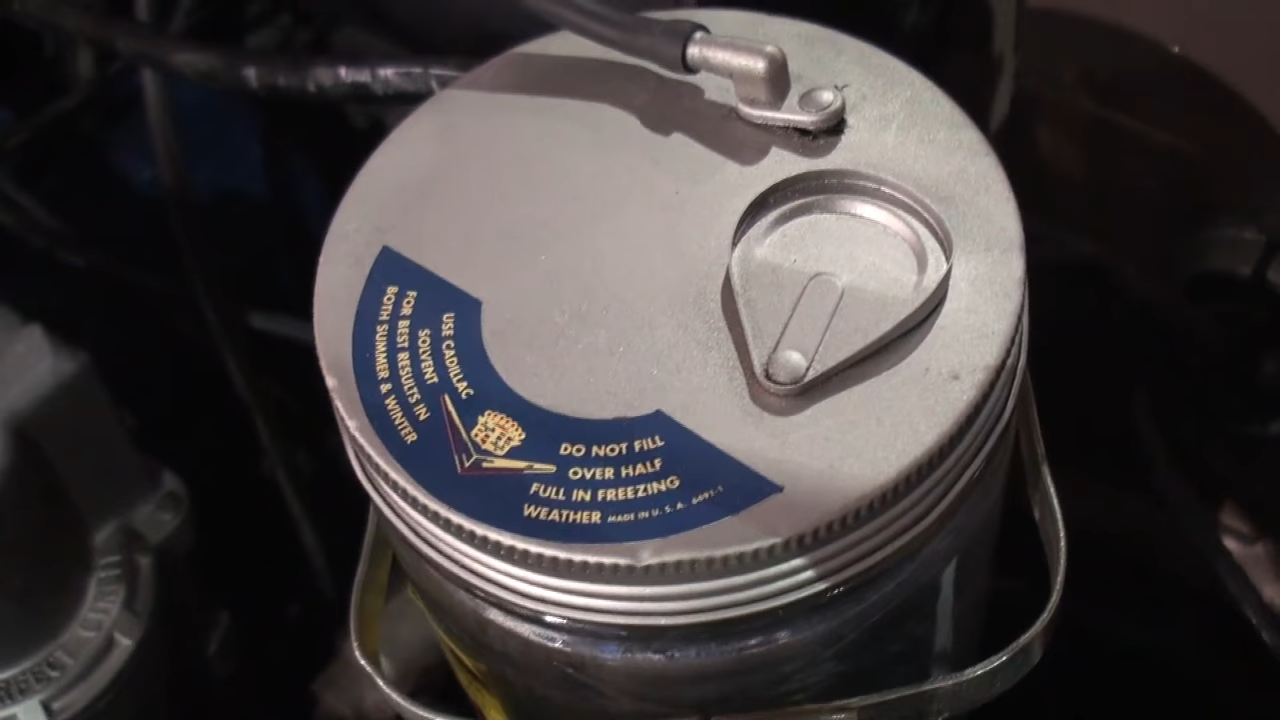 USE CADILLAC
SOLVENT
FOR BEST RESULTS IN
BOTH SUMMER & WINTER
DO NOT FILL
OVER HALF
FULL IN FREEZING
WEATHER MADE IN U. S. A.